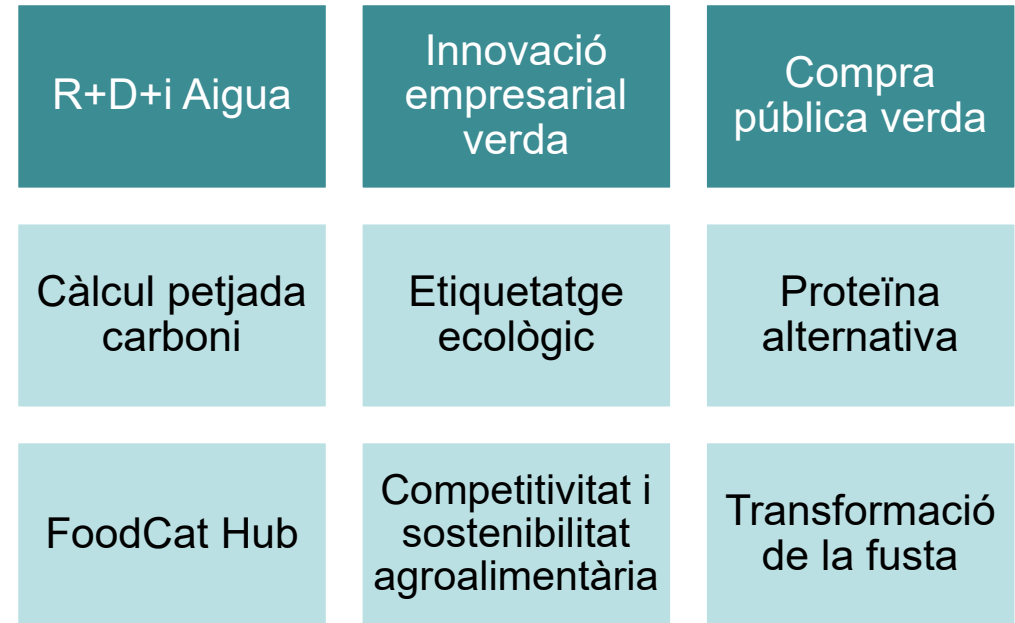 R+D+i Aigua
Innovació
empresarial
verda
Compra
pública verda
Càlcul petjada
carboni
Etiquetatge
ecològic
Proteïna
alternativa
FoodCat Hub
Competitivitat i
sostenibilitat
agroalimentària
Transformació
de la fusta